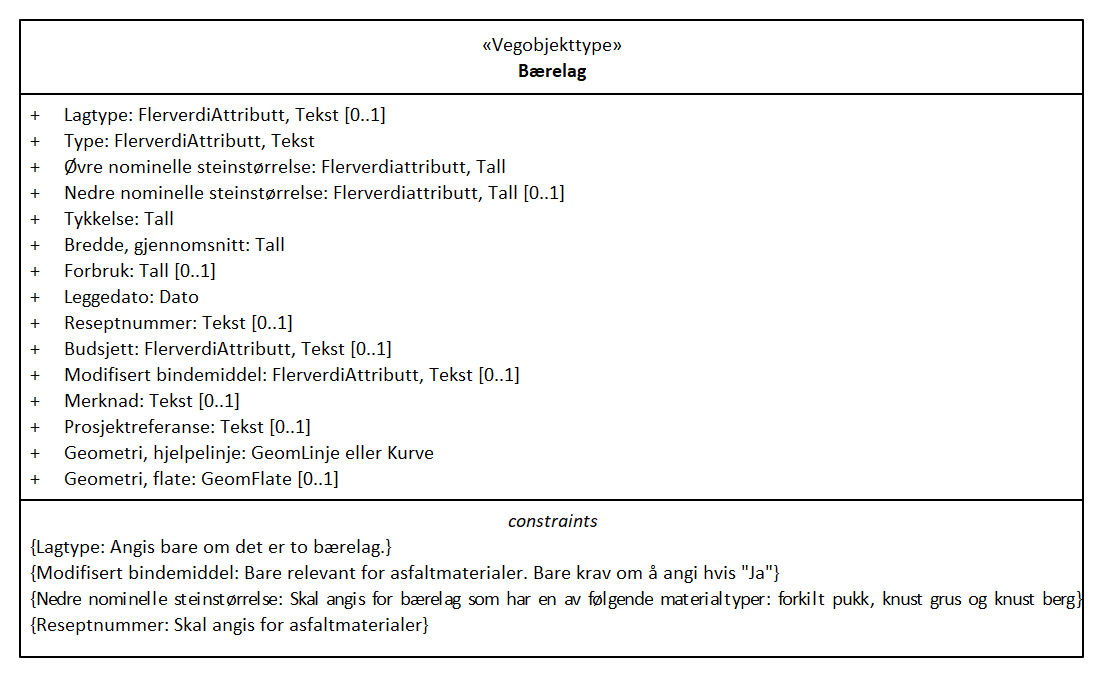 «Vegobjekttype»
Bærelag
+ Lagtype: FlerverdiAttributt, Tekst [0..1]
+ Type: FlerverdiAttributt, Tekst
+ Øvre nominelle steinstørrelse: Flerverdiattributt, Tall
+ Nedre nominelle steinstørrelse: Flerverdiattributt, Tall [0..1]
+ Tykkelse: Tall
+ Bredde, gjennomsnitt: Tall
+ Forbruk: Tall [0..1]
+ Leggedato: Dato
+ Reseptnummer: Tekst [0..1]
+ Budsjett: FlerverdiAttributt, Tekst [0..1]
+ Modifisert bindemiddel: FlerverdiAttributt, Tekst [0..1]
+ Merknad: Tekst [0..1]
+ Prosjektreferanse: Tekst [0..1]
+ Geometri, hjelpelinje: GeomLinje eller Kurve
+ Geometri, flate: GeomFlate [0..1]
constraints
{Lagtype: Angis bare om det er to bærelag.}
{Modifisert bindemiddel: Bare relevant for asfaltmaterialer. Bare krav om å angi hvis "Ja"}
{Nedre nominelle steinstørrelse: Skal angis for bærelag som har en av følgende materialtyper: forkilt pukk, knust grus og knust berg}
{Reseptnummer: Skal angis for asfaltmaterialer}